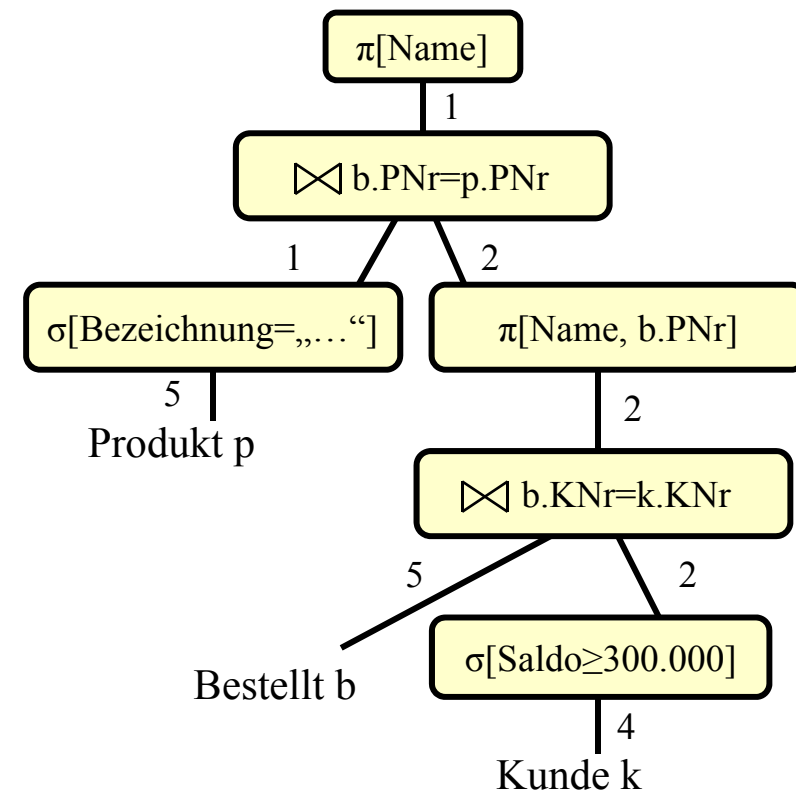 π[Name]
1
⋈ b.PNr=p.PNr
1
2
σ[Bezeichnung=„…“]
π[Name, b.PNr]
5
2
Produkt p
⋈ b.KNr=k.KNr
5
2
Bestellt b
σ[Saldo≥300.000]
4
Kunde k